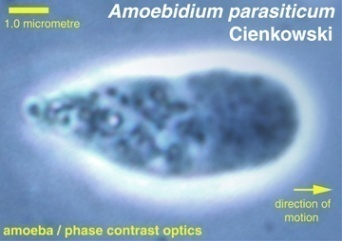 Amoebidium parasiticum
Cienkowski
1.0 micrometre
direction of
motion
amoeba / phase contrast optics